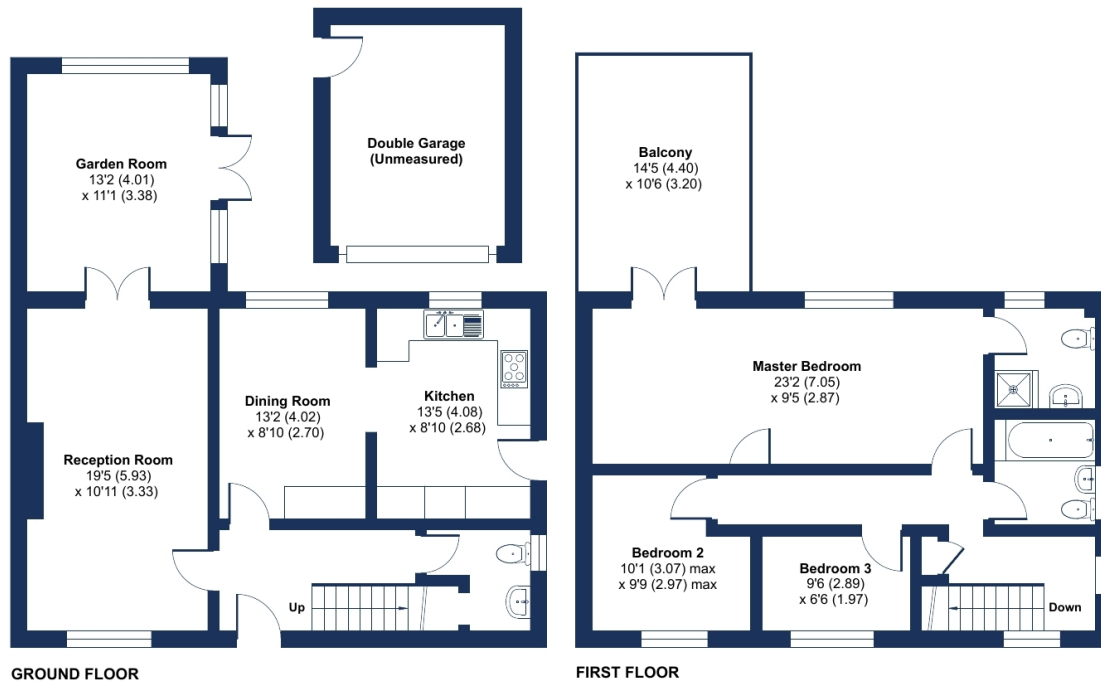 Double Garage
(Unmeasured)
Garden Room
13'2 (4.01)
x 11'1 (3.38)
Balcony
14'5 (4.40)
x 10'6 (3.20)
Dining Room
13'2 (4.02)
x 8'10 (2.70)
Kitchen
13'5 (4.08)
x 8'10 (2.68)
Reception Room
19'5 (5.93)
x 10'11 (3.33)
Up
Master Bedroom
23'2 (7.05)
x 9'5 (2.87)
Bedroom 2
10'1 (3.07) max
x 9'9 (2.97) max
Bedroom 3
9'6 (2.89)
x 6'6 (1.97)
Down
GROUND FLOOR
FIRST FLOOR